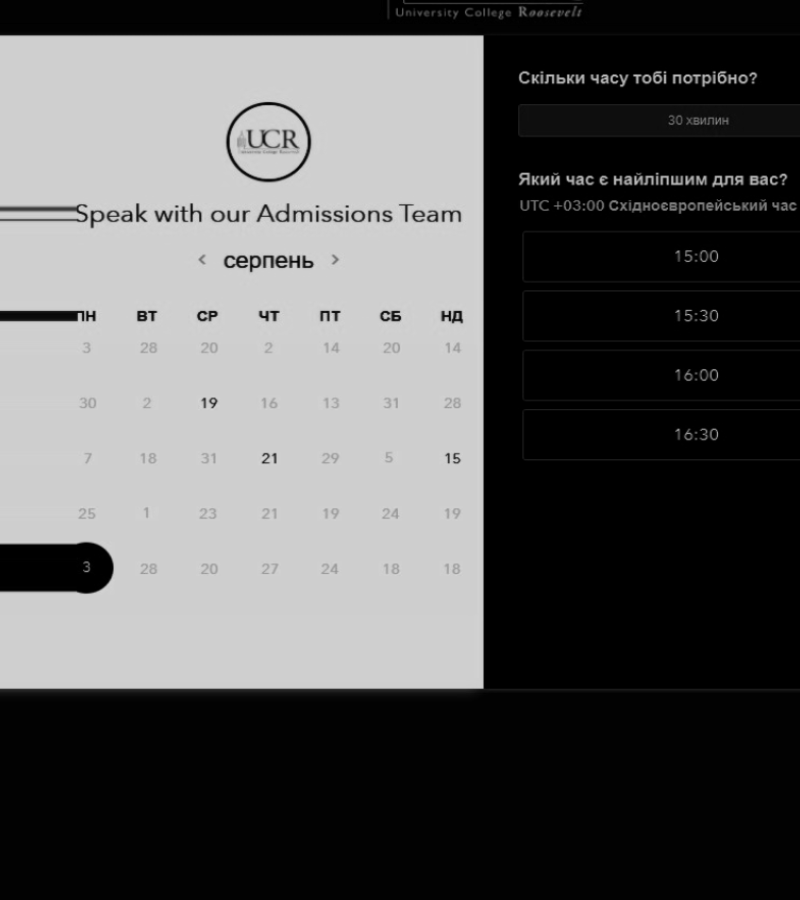 University College Roosevelt
UCR
Speak with our Admissions Team
‹ серпень ›
ПН ВТ СР ЧТ ПТ СБ НД
3 28 20 2 14 20 14
30 2 19 16 13 31 28
7 18 31 21 29 5 15
25 1 23 21 19 24 19
3 28 20 27 24 18 18
Скільки часу тобі потрібно?
30 хвилин
Який час є найліпшим для вас?
UTC +03:00 Східноєвропейський час
15:00
15:30
16:00
16:30